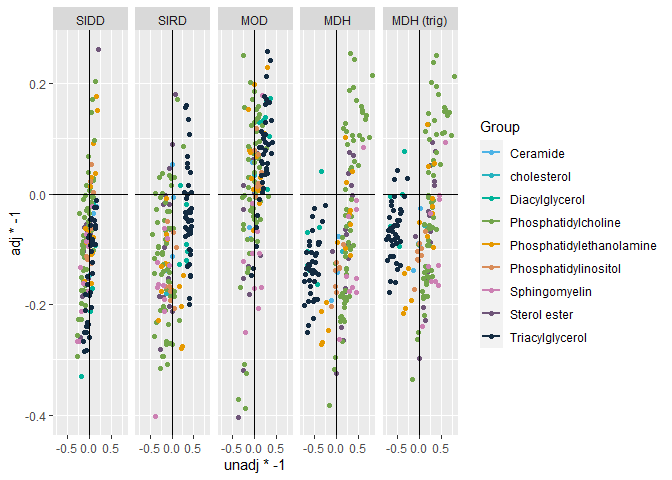 SIDD SIRD MOD MDH MDH (trig)
0.2
0.0
-0.2
-0.4
adj * -1
-0.5 0.0 0.5 -0.5 0.0 0.5 -0.5 0.0 0.5 -0.5 0.0 0.5 -0.5 0.0 0.5
unadj * -1
Group
Ceramide
cholesterol
Diacylglycerol
Phosphatidylcholine
Phosphatidylethanolamine
Phosphatidylinositol
Sphingomyelin
Sterol ester
Triacylglycerol